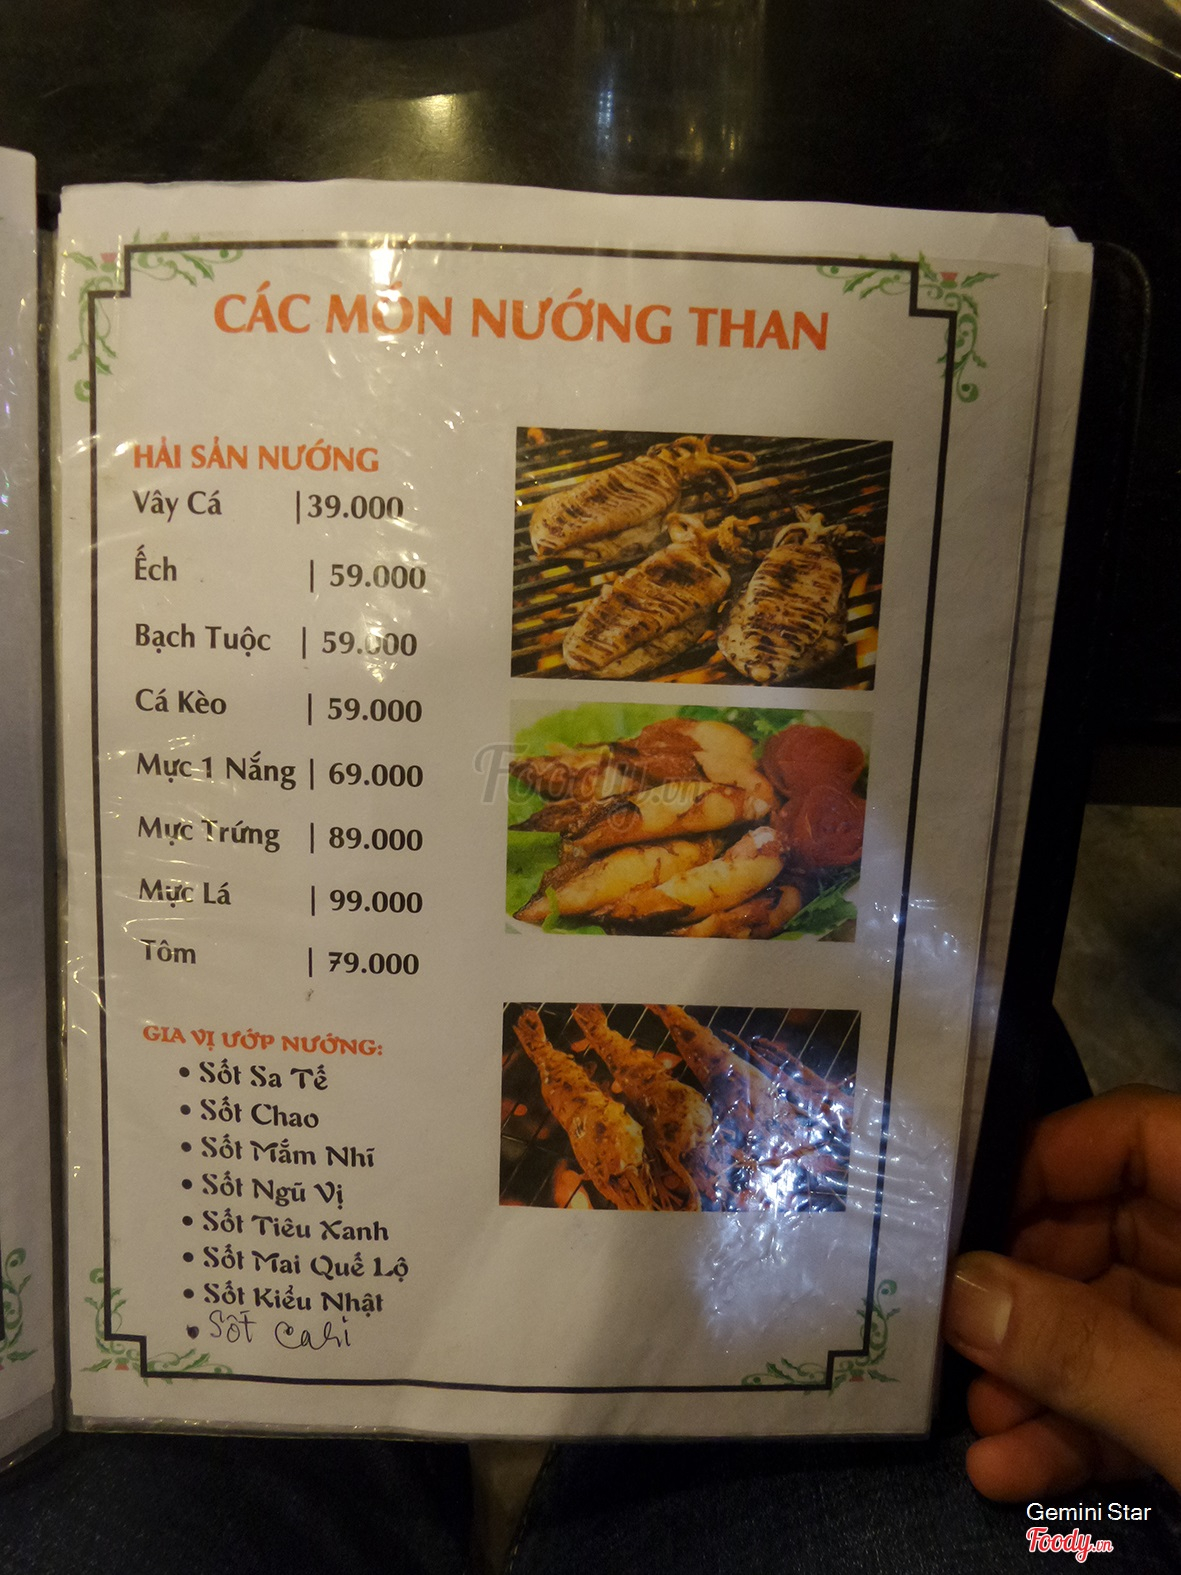 CÁC MÓN NƯỚNG THAN
HẢI SẢN NƯỚNG
Vây Cá |39.000
Ếch | 59.000
Bạch Tuộc | 59.000
Cá Kèo | 59.000
Mực 1 Nắng | 69.000
Mực Trứng | 89.000
Mực Lá | 99.000
Tôm | 79.000
GIA VỊ ƯỚP NƯỚNG:
• Sốt Sa Tế
• Sốt Chao
• Sốt Mắm Nhĩ
• Sốt Ngũ Vị
• Sốt Tiêu Xanh
• Sốt Mai Quế Lộ
• Sốt Kiểu Nhật
• Sốt Cari
Foody.vn
Gemini Star
Foody.vn